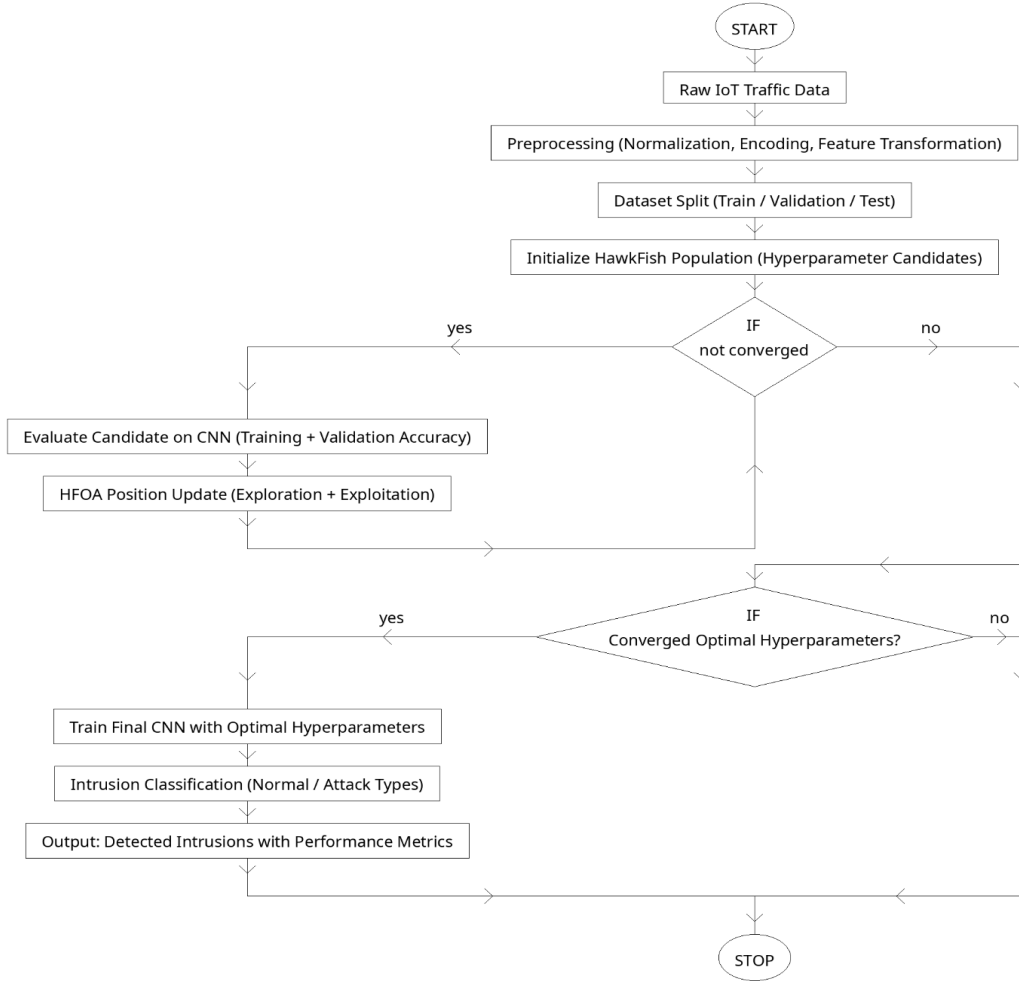 START
Raw IoT Traffic Data
Preprocessing (Normalization, Encoding, Feature Transformation)
Dataset Split (Train / Validation / Test)
Initialize HawkFish Population (Hyperparameter Candidates)
yes
IF
not converged
no
Evaluate Candidate on CNN (Training + Validation Accuracy)
HFOA Position Update (Exploration + Exploitation)
yes
IF
Converged Optimal Hyperparameters?
no
Train Final CNN with Optimal Hyperparameters
Intrusion Classification (Normal / Attack Types)
Output: Detected Intrusions with Performance Metrics
STOP